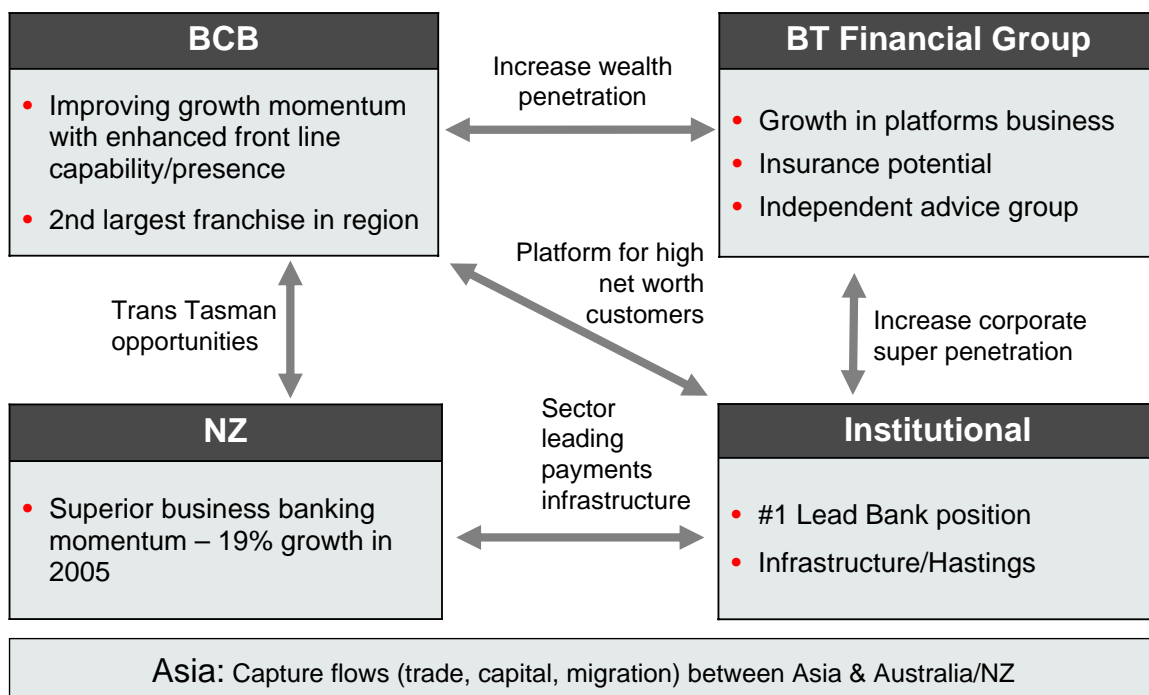 BCB
• Improving growth momentum
with enhanced front line
capability/presence
• 2nd largest franchise in region
Increase wealth
penetration
BT Financial Group
• Growth in platforms business
• Insurance potential
• Independent advice group
Trans Tasman
opportunities
Platform for high
net worth
customers
Increase corporate
super penetration
NZ
• Superior business banking
momentum – 19% growth in
2005
Sector
leading
payments
infrastructure
Institutional
• #1 Lead Bank position
• Infrastructure/Hastings
Asia: Capture flows (trade, capital, migration) between Asia & Australia/NZ